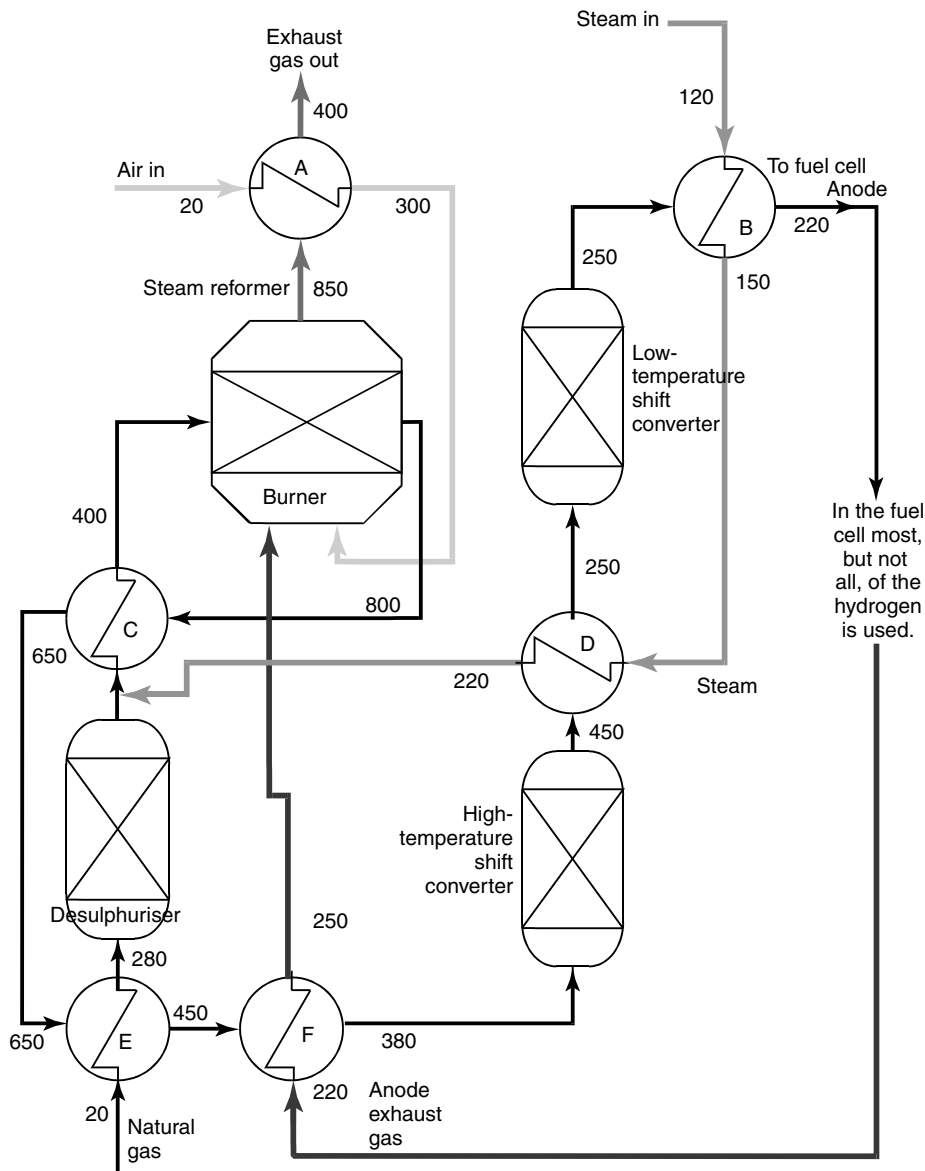 Steam in
Exhaust
gas out
400
120
A
Air in
20
300
To fuel cell
Anode
B
220
250
150
Steam reformer
850
Low-
temperature
shift
converter
Burner
400
In the fuel
cell most,
but not
all, of the
hydrogen
is used.
250
800
C
D
650
220
Steam
450
High-
temperature
shift
converter
Desulphuriser
250
280
450
E
F
650
380
220
Anode
exhaust
gas
20
Natural
gas